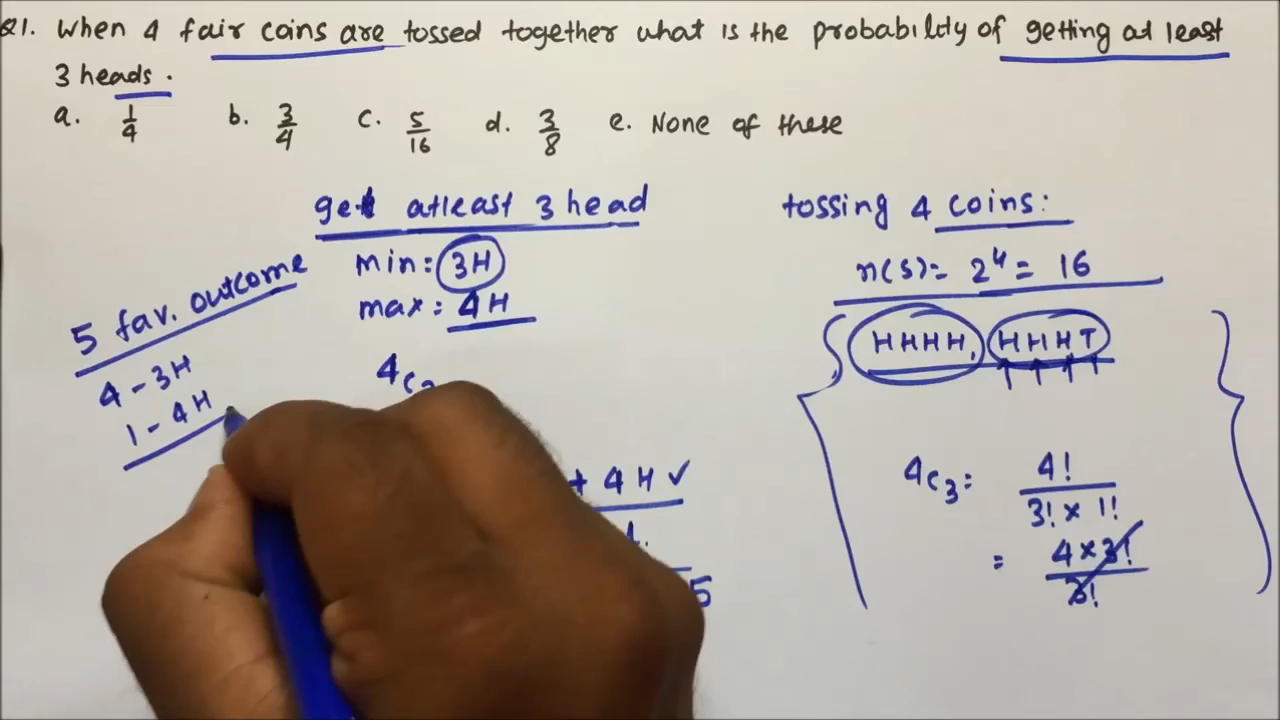 Q1. When 4 fair coins are tossed together what is the probability of getting at least
3 heads.
a. 1/4 b. 3/4 c. 5/16 d. 3/8 e. None of these
get atleast 3 head
min: 3H
max: 4H
4C
+ 4H ✓
5
5 fav. outcome
4 - 3H
1 - 4H
tossing 4 coins:
n(s) = 2^4 = 16
{ HHHH, HHHT }
4C3 = 4! / 3! × 1!
= 4 × 3! / 3!